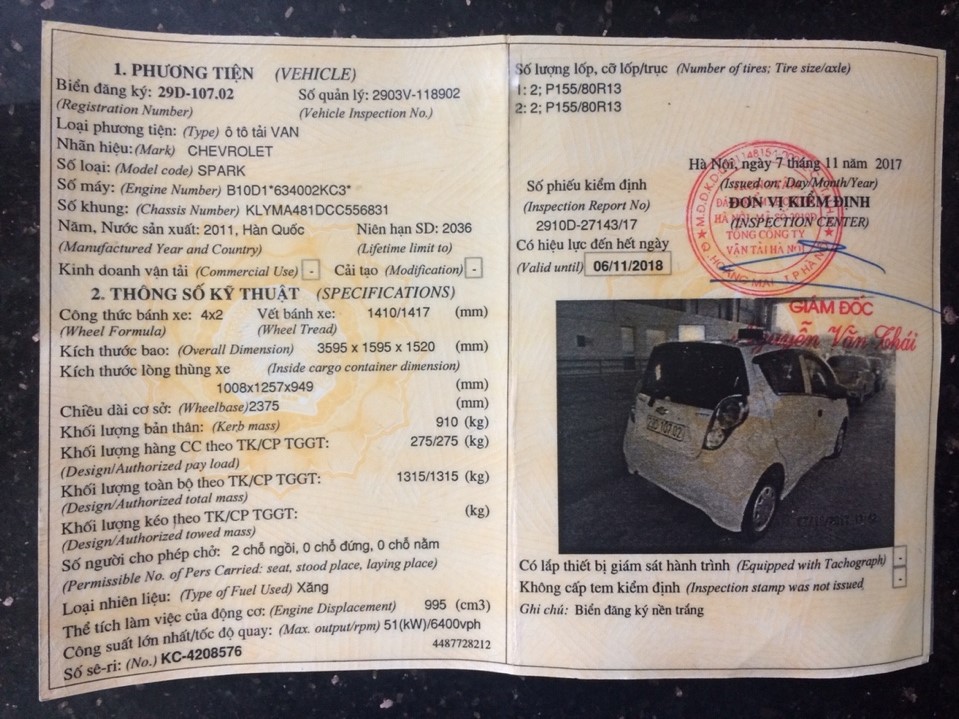 1. PHƯƠNG TIỆN (VEHICLE)
Biển đăng ký: 29D-107.02 Số quản lý: 2903V-118902
(Registration Number) (Vehicle Inspection No.)
Loại phương tiện: (Type) ô tô tải VAN
Nhãn hiệu: (Mark) CHEVROLET
Số loại: (Model code) SPARK
Số máy: (Engine Number) B10D1*634002KC3*
Số khung: (Chassis Number) KLYMA481DCC556831
Năm, Nước sản xuất: 2011, Hàn Quốc Niên hạn SD: 2036
(Manufactured Year and Country) (Lifetime limit to)
Kinh doanh vận tải (Commercial Use) - Cải tạo (Modification) -
2. THÔNG SỐ KỸ THUẬT (SPECIFICATIONS)
Công thức bánh xe: 4x2 Vết bánh xe: 1410/1417 (mm)
(Wheel Formula) (Wheel Tread)
Kích thước bao: (Overall Dimension) 3595 x 1595 x 1520 (mm)
Kích thước lòng thùng xe (Inside cargo container dimension)
1008x1257x949 (mm)
Chiều dài cơ sở: (Wheelbase) 2375 (mm)
Khối lượng bản thân: (Kerb mass) 910 (kg)
Khối lượng hàng CC theo TK/CP TGGT: 275/275 (kg)
(Design/Authorized pay load)
Khối lượng toàn bộ theo TK/CP TGGT: 1315/1315 (kg)
(Design/Authorized total mass)
Khối lượng kéo theo TK/CP TGGT: (kg)
(Design/Authorized towed mass)
Số người cho phép chở: 2 chỗ ngồi, 0 chỗ đứng, 0 chỗ nằm
(Permissible No. of Pers Carried: seat, stood place, laying place)
Loại nhiên liệu: (Type of Fuel Used) Xăng
Thể tích làm việc của động cơ: (Engine Displacement) 995 (cm3)
Công suất lớn nhất/tốc độ quay: (Max. output/rpm) 51(kW)/6400vph
4487728212
Số sê-ri: (No.) KC-4208576
Số lượng lốp, cỡ lốp/trục (Number of tires; Tire size/axle)
1: 2; P155/80R13
2: 2; P155/80R13
Hà Nội, ngày 7 tháng 11 năm 2017
(Issued on: Day/Month/Year)
Số phiếu kiểm định ĐƠN VỊ KIỂM ĐỊNH
(Inspection Report No) (INSPECTION CENTER)
2910D-27143/17
TỔNG CÔNG TY
VẬN TẢI HÀ NỘI
Q. HOÀNG MAI - T.P HÀ NỘI
Có hiệu lực đến hết ngày
(Valid until) 06/11/2018
GIÁM ĐỐC
Nguyễn Văn Thái
Có lắp thiết bị giám sát hành trình (Equipped with Tachograph) -
Không cấp tem kiểm định (Inspection stamp was not issued -
Ghi chú: Biển đăng ký nền trắng